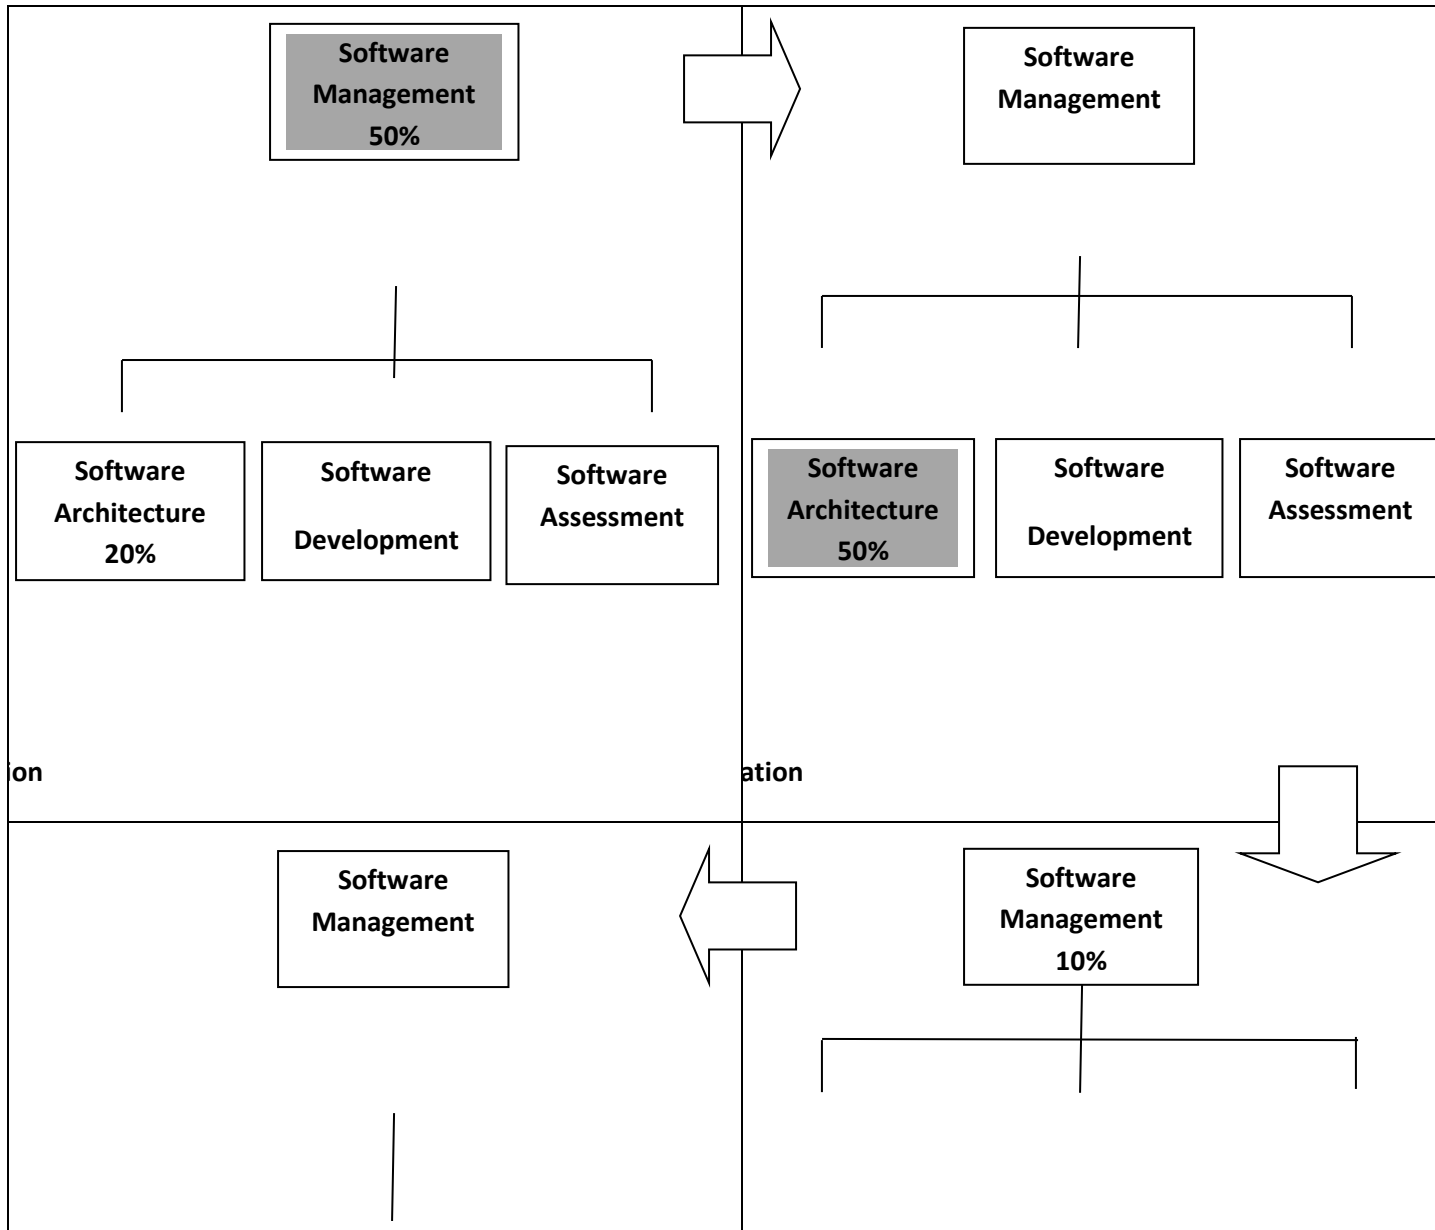 Software
Management
50%
Software
Architecture
20%
Software
Development
Software
Assessment
ion
Software
Management
Software
Architecture
50%
Software
Development
Software
Assessment
ation
Software
Management
Software
Management
10%